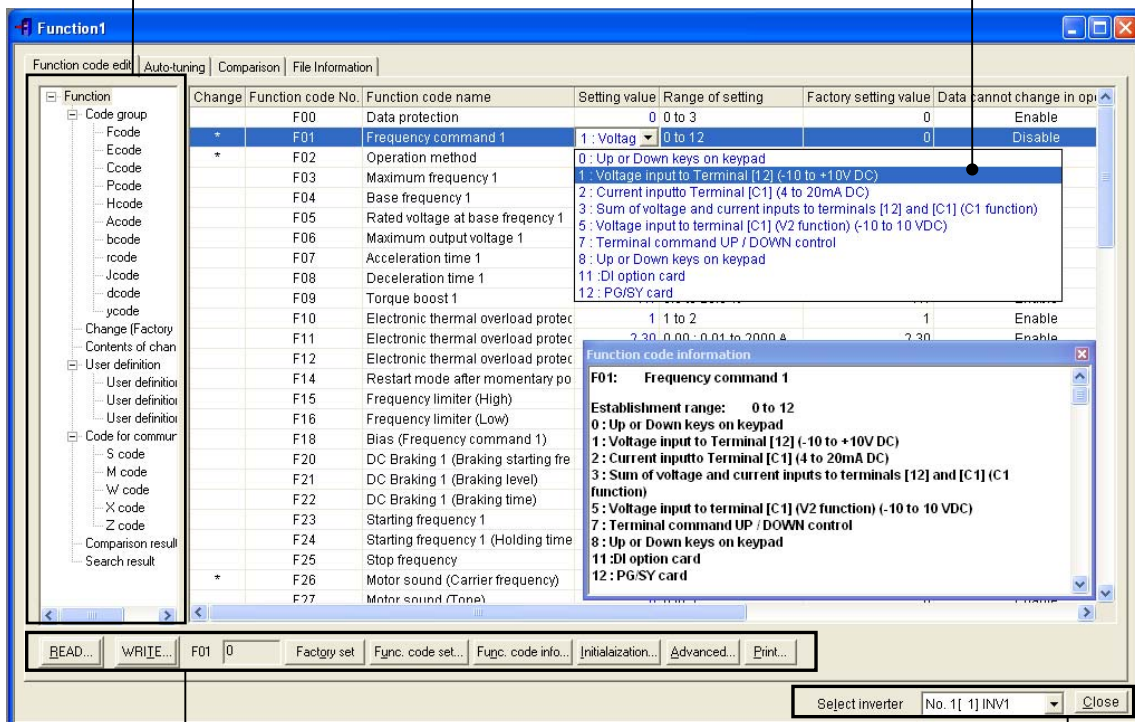 Function1
Function code edit Auto-tuning Comparison File Information
Function
Code group
Fcode
Ecode
Ccode
Pcode
Hcode
Acode
bcode
rcode
Jcode
dcode
ycode
Change (Factory
Contents of chan
User definition
User definition
User definition
User definition
Code for commun
S code
M code
W code
X code
Z code
Comparison result
Search result
Change Function code No. Function code name Setting value Range of setting Factory setting value Data cannot change in op
F00 Data protection 0 0 to 3 0 Enable
* F01 Frequency command 1 1 : Voltag 0 to 12 0 Disable
* F02 Operation method
F03 Maximum frequency 1
F04 Base frequency 1
F05 Rated voltage at base freqency 1
F06 Maximum output voltage 1
F07 Acceleration time 1
F08 Deceleration time 1
F09 Torque boost 1 Enable
F10 Electronic thermal overload protec 1 1 to 2 1 Enable
F11 Electronic thermal overload protec 2.30 0.00 : 0.01 to 2000 A 2.30 Enable
F12 Electronic thermal overload protec
F14 Restart mode after momentary po
F15 Frequency limiter (High)
F16 Frequency limiter (Low)
F18 Bias (Frequency command 1)
F20 DC Braking 1 (Braking starting fre
F21 DC Braking 1 (Braking level)
F22 DC Braking 1 (Braking time)
F23 Starting frequency 1
F24 Starting frequency 1 (Holding time
F25 Stop frequency
* F26 Motor sound (Carrier frequency)
F27 Motor sound (Tone)
0 : Up or Down keys on keypad
1 : Voltage input to Terminal [12] (-10 to +10V DC)
2 : Current inputto Terminal [C1] (4 to 20mA DC)
3 : Sum of voltage and current inputs to terminals [12] and [C1] (C1 function)
5 : Voltage input to terminal [C1] (V2 function) (-10 to 10 VDC)
7 : Terminal command UP / DOWN control
8 : Up or Down keys on keypad
11 :DI option card
12 : PG/SY card
Function code information
F01: Frequency command 1
Establishment range: 0 to 12
0 : Up or Down keys on keypad
1 : Voltage input to Terminal [12] (-10 to +10V DC)
2 : Current inputto Terminal [C1] (4 to 20mA DC)
3 : Sum of voltage and current inputs to terminals [12] and [C1] (C1
function)
5 : Voltage input to terminal [C1] (V2 function) (-10 to 10 VDC)
7 : Terminal command UP / DOWN control
8 : Up or Down keys on keypad
11 :DI option card
12 : PG/SY card
READ... WRITE... F01 0 Factory set Func. code set... Func. code info... Initialaization... Advanced... Print...
Select inverter No. 1[ 1] INV1 Close